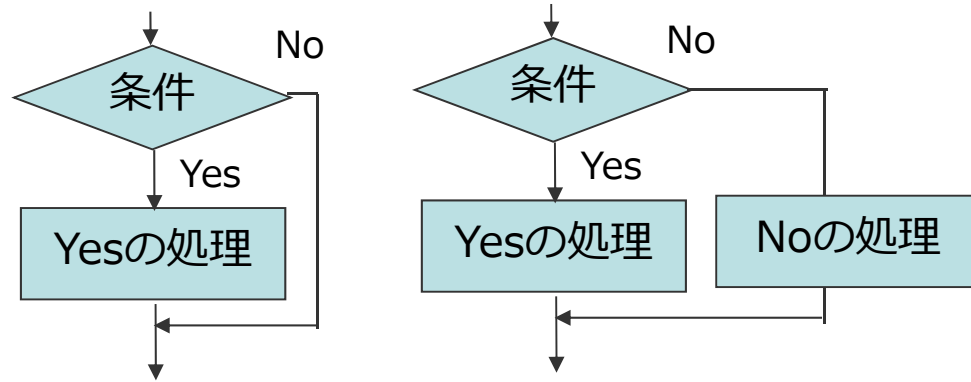 No
条件
Yes
Yesの処理
No
条件
Yes
Yesの処理
Noの処理